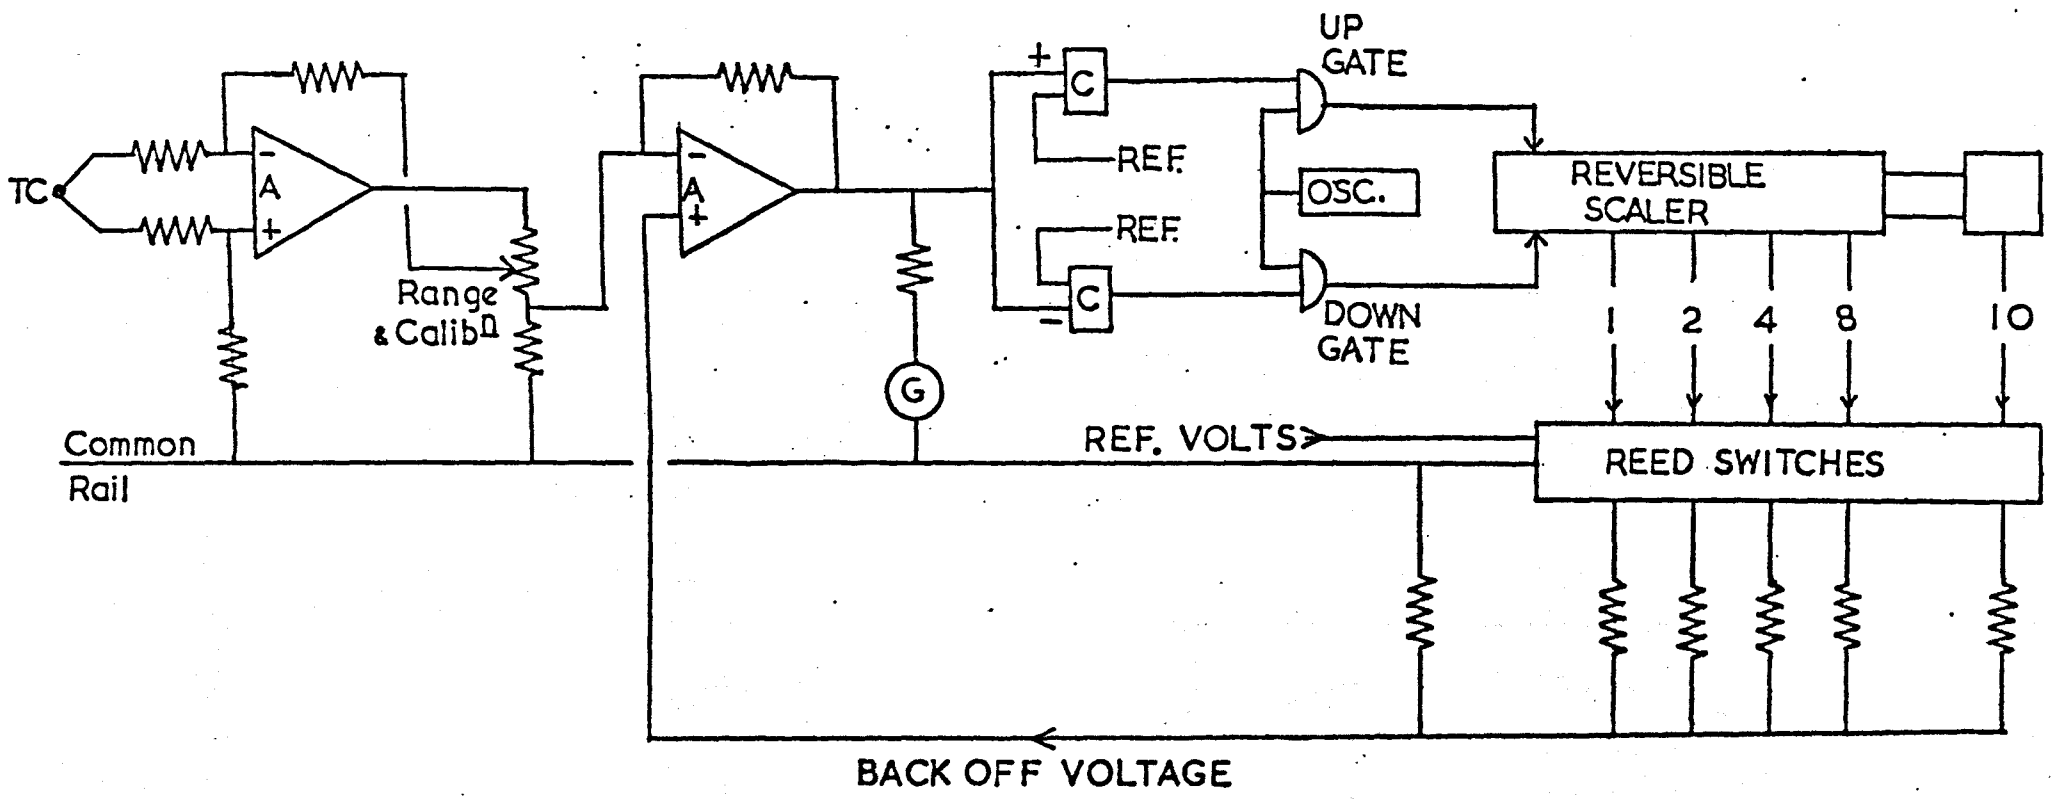 TC
-
A
+
Range
& Calibⁿ
Common
Rail
-
A
+
G
+
C
REF.
REF.
C
-
UP
GATE
OSC.
DOWN
GATE
REVERSIBLE
SCALER
1 2 4 8 10
REF. VOLTS
REED SWITCHES
BACK OFF VOLTAGE